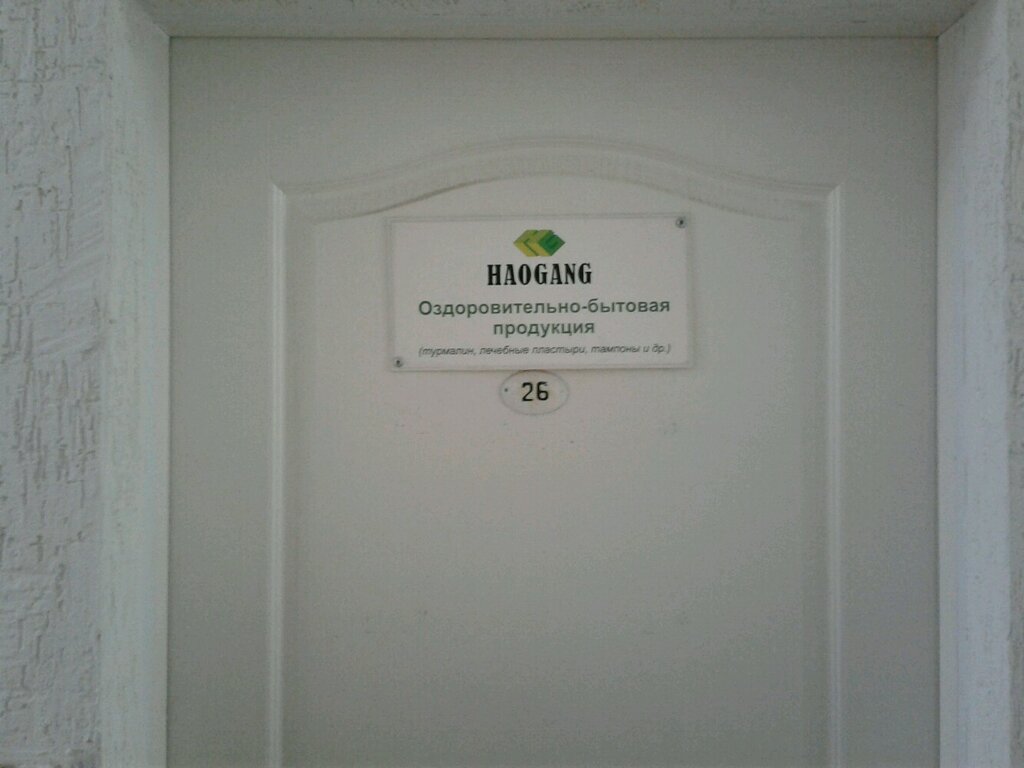 HAOGANG
Оздоровительно-бытовая
продукция
(турмалин, лечебные пластыри, тампоны и др.)
26